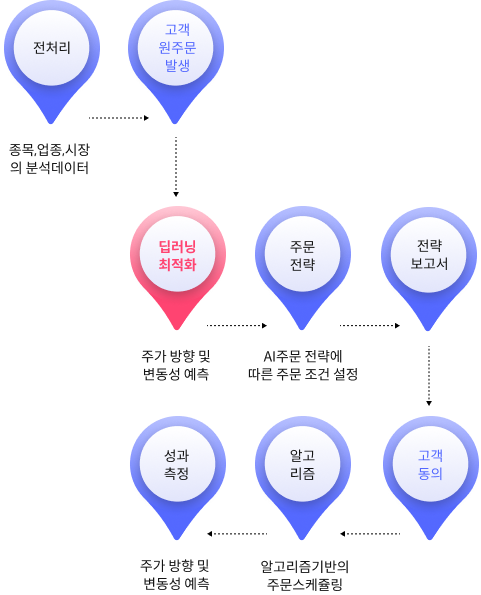 전처리
고객
원주문
발생
종목,업종,시장
의 분석데이터
딥러닝
최적화
주문
전략
전략
보고서
주가 방향 및
변동성 예측
AI주문 전략에
따른 주문 조건 설정
성과
측정
알고
리즘
고객
동의
주가 방향 및
변동성 예측
알고리즘기반의
주문스케쥴링